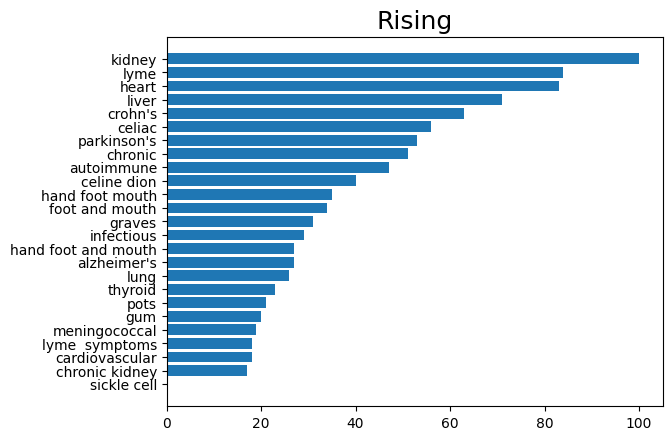 Rising
kidney
lyme
heart
liver
crohn's
celiac
parkinson's
chronic
autoimmune
celine dion
hand foot mouth
foot and mouth
graves
infectious
hand foot and mouth
alzheimer's
lung
thyroid
pots
gum
meningococcal
lyme  symptoms
cardiovascular
chronic kidney
sickle cell
0 20 40 60 80 100